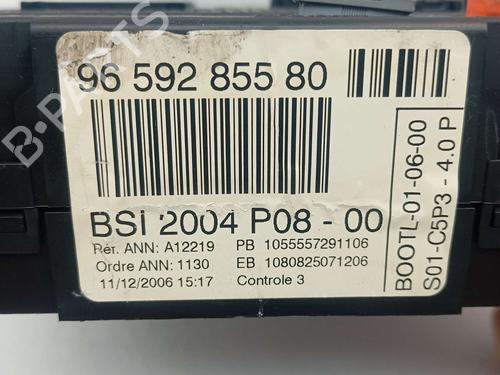 96 592 855 80
BSI 2004 P08 - 00
Réf. ANN: A12219 PB 1055557291106
Ordre ANN: 1130 EB 1080825071206
11/12/2006 15:17 Controle 3
BOOTL-01-06-00
S01-C5P3 - 4.0 P
B-PARTS